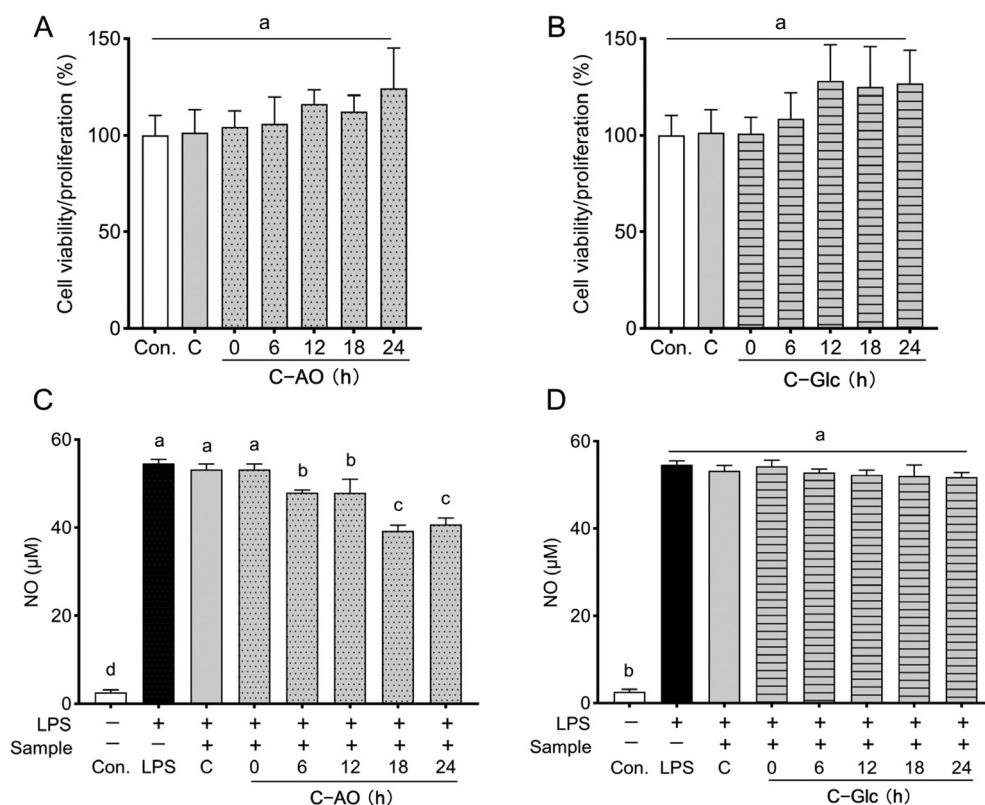 A
a
Cell viability/proliferation (%)
150
100
50
0
Con. C 0 6 12 18 24
C-AO (h)
B
a
Cell viability/proliferation (%)
150
100
50
0
Con. C 0 6 12 18 24
C-Glc (h)
C
NO (μM)
60
40
20
0
d a a a b b c c
LPS − + + + + + + +
Sample − − + + + + + +
Con. LPS C 0 6 12 18 24
C-AO (h)
D
NO (μM)
60
40
20
0
b a
LPS − + + + + + + +
Sample − − + + + + + +
Con. LPS C 0 6 12 18 24
C-Glc (h)